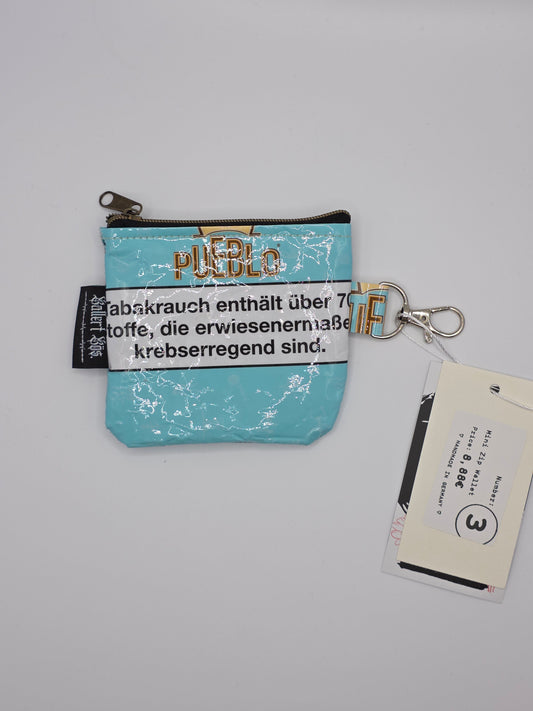 PUEBLO
abakrauch enthält über 70
toffe, die erwiesenermaße
krebserregend sind.
Number:
3
Mini Zip Wallet
Price: 8,88€
♡ HANDMADE IN GERMANY ♡